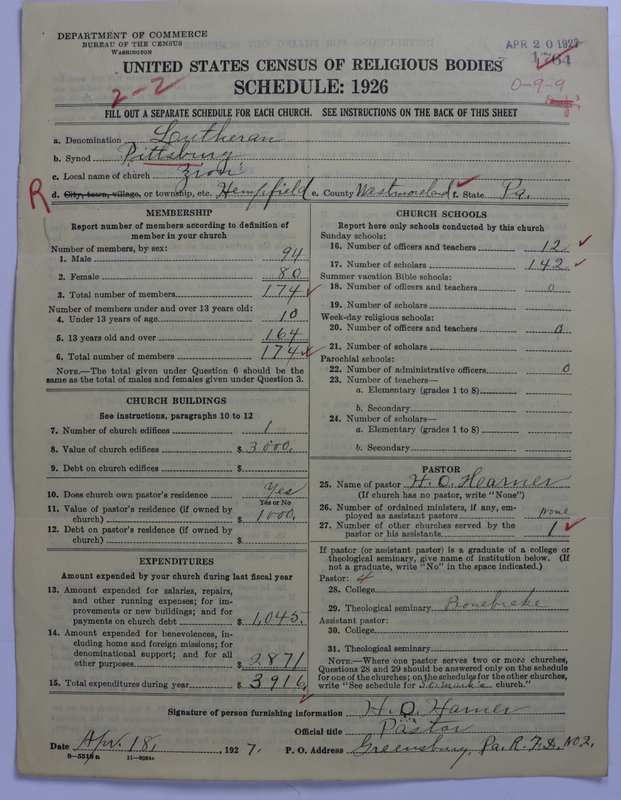 DEPARTMENT OF COMMERCE
BUREAU OF THE CENSUS
WASHINGTON
APR 20 1927
1764
UNITED STATES CENSUS OF RELIGIOUS BODIES
SCHEDULE: 1926
2-2
0-9-9
FILL OUT A SEPARATE SCHEDULE FOR EACH CHURCH. SEE INSTRUCTIONS ON THE BACK OF THIS SHEET
a. Denomination Lutheran
b. Synod Pittsburg
c. Local name of church Zion
R
d. City, town, village, or township, etc. Hempfield e. County Westmoreland f. State Pa.
MEMBERSHIP
Report number of members according to definition of
member in your church
Number of members, by sex:
1. Male 94
2. Female 80
3. Total number of members 174
Number of members under and over 13 years old:
4. Under 13 years of age 10
5. 13 years old and over 164
6. Total number of members 174
NOTE.—The total given under Question 6 should be
same as the total of males and females given under Question 3.
CHURCH BUILDINGS
See instructions, paragraphs 10 to 12
7. Number of church edifices 1
8. Value of church edifices $ 3000.
9. Debt on church edifices $
10. Does church own pastor's residence Yes
Yes or No
11. Value of pastor's residence (if owned by
church) $ 1000.
12. Debt on pastor's residence (if owned by
church) $
EXPENDITURES
Amount expended by your church during last fiscal year
13. Amount expended for salaries, repairs,
and other running expenses; for im-
provements or new buildings; and for
payments on church debt $ 1,045.
14. Amount expended for benevolences, in-
cluding home and foreign missions; for
denominational support; and for all
other purposes 2871
15. Total expenditures during year $ 3916
CHURCH SCHOOLS
Report here only schools conducted by this church
Sunday schools:
16. Number of officers and teachers 12
17. Number of scholars 142
Summer vacation Bible schools:
18. Number of officers and teachers 0
19. Number of scholars
Week-day religious schools:
20. Number of officers and teachers 0
21. Number of scholars
Parochial schools:
22. Number of administrative officers 0
23. Number of teachers—
a. Elementary (grades 1 to 8)
b. Secondary
24. Number of scholars—
a. Elementary (grades 1 to 8)
b. Secondary
PASTOR
25. Name of pastor H. O. Hearner
(If church has no pastor, write "None")
26. Number of ordained ministers, if any, em-
ployed as assistant pastors none
27. Number of other churches served by the
pastor or his assistants 1
If pastor (or assistant pastor) is a graduate of a college or
theological seminary, give name of institution below. (If
not a graduate, write "No" in the space indicated.)
Pastor: 4
28. College
29. Theological seminary Bonebrake
Assistant pastor:
30. College
31. Theological seminary
NOTE.—Where one pastor serves two or more churches,
Questions 28 and 29 should be answered only on the schedule
for one of the churches; on the schedules for the other churches,
write "See schedule for St. Mark's church."
Signature of person furnishing information H. O. Harner
Official title Pastor
Date Apr. 18, , 1927. P. O. Address Greensburg, Pa. R. F. D. No 2.
8-5518a 11-9034a